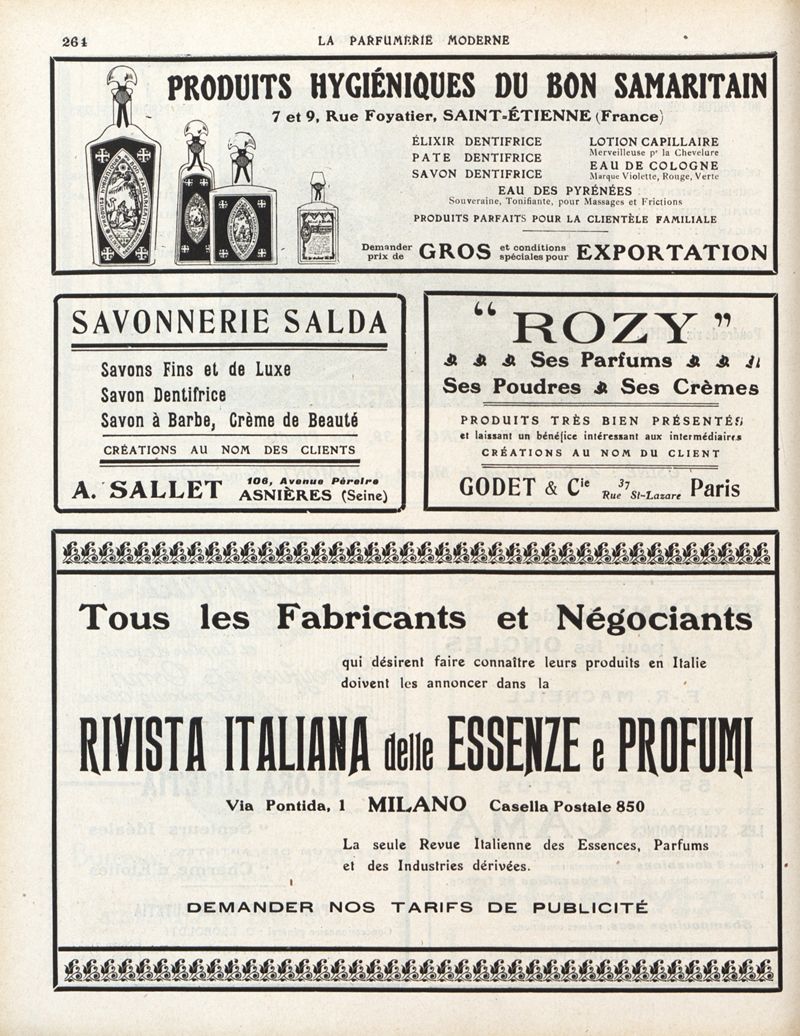 264
LA PARFUMERIE MODERNE
PRODUITS HYGIÉNIQUES DU BON SAMARITAIN
7 et 9, Rue Foyatier, SAINT-ÉTIENNE (France)
ÉLIXIR DENTIFRICE
PATE DENTIFRICE
SAVON DENTIFRICE
LOTION CAPILLAIRE
Merveilleuse pr la Chevelure
EAU DE COLOGNE
Marque Violette, Rouge, Verte
EAU DES PYRÉNÉES
Souveraine, Tonifiante, pour Massages et Frictions
PRODUITS PARFAITS POUR LA CLIENTÈLE FAMILIALE
Demander prix de GROS et conditions spéciales pour EXPORTATION
SAVONNERIE SALDA
Savons Fins et de Luxe
Savon Dentifrice
Savon à Barbe, Crème de Beauté
CRÉATIONS AU NOM DES CLIENTS
A. SALLET 106, Avenue Péreire ASNIÈRES (Seine)
“ROZY”
Ses Parfums
Ses Poudres Ses Crèmes
PRODUITS TRÈS BIEN PRÉSENTÉS
et laissant un bénéfice intéressant aux intermédiaires
CRÉATIONS AU NOM DU CLIENT
GODET & Cie 37 Rue St-Lazare Paris
Tous les Fabricants et Négociants
qui désirent faire connaître leurs produits en Italie
doivent les annoncer dans la
RIVISTA ITALIANA delle ESSENZE e PROFUMI
Via Pontida, 1 MILANO Casella Postale 850
La seule Revue Italienne des Essences, Parfums
et des Industries dérivées.
DEMANDER NOS TARIFS DE PUBLICITÉ